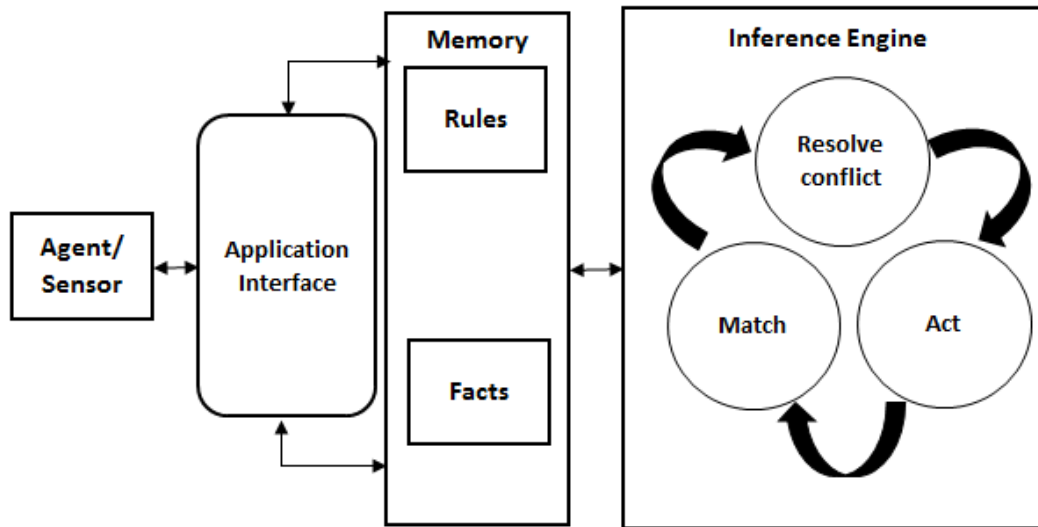 Agent/
Sensor
Application
Interface
Memory
Rules
Facts
Inference Engine
Resolve
conflict
Match
Act